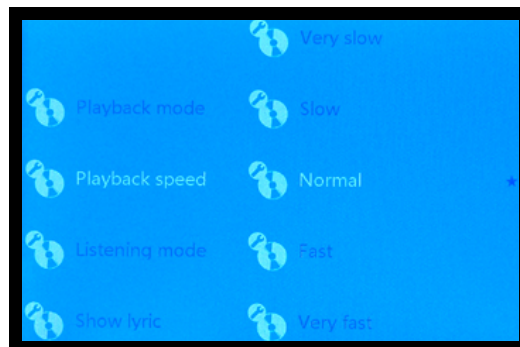 Very slow
Playback mode
Slow
Playback speed
Normal
Listening mode
Fast
Show lyric
Very fast